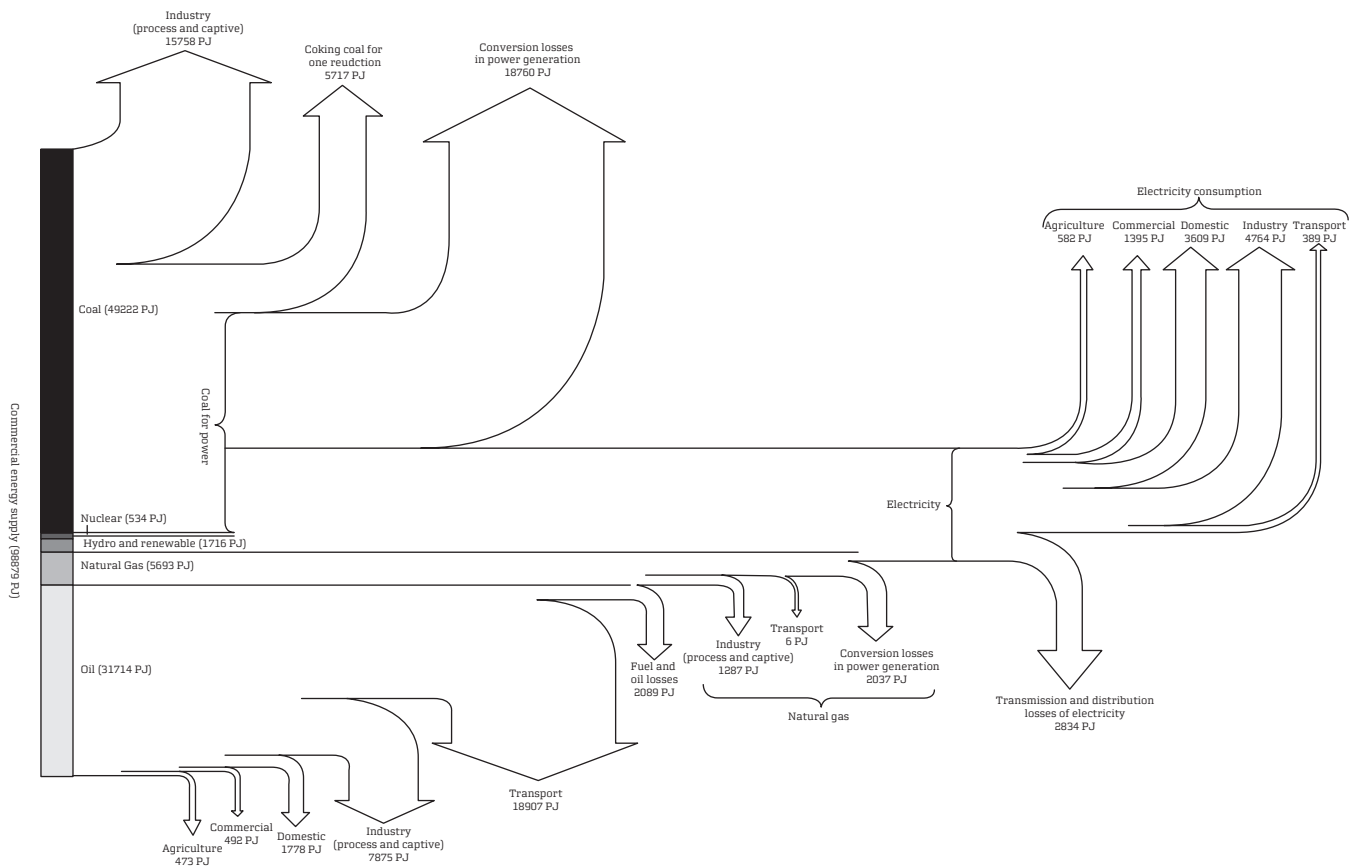 Industry
(process and captive)
15758 PJ
Coking coal for
one reudction
5717 PJ
Conversion losses
in power generation
18760 PJ
Electricity consumption
Agriculture
582 PJ
Commercial
1395 PJ
Domestic
3609 PJ
Industry
4764 PJ
Transport
389 PJ
Coal (49222 PJ)
Coal for power
Commercial energy supply (98879 PJ)
Electricity
Nuclear (534 PJ)
Hydro and renewable (1716 PJ)
Natural Gas (5693 PJ)
Oil (31714 PJ)
Fuel and
oil losses
2089 PJ
Industry
(process and captive)
1287 PJ
Transport
6 PJ
Conversion losses
in power generation
2037 PJ
Natural gas
Transmission and distribution
losses of electricity
2834 PJ
Agriculture
473 PJ
Commercial
492 PJ
Domestic
1778 PJ
Industry
(process and captive)
7875 PJ
Transport
18907 PJ